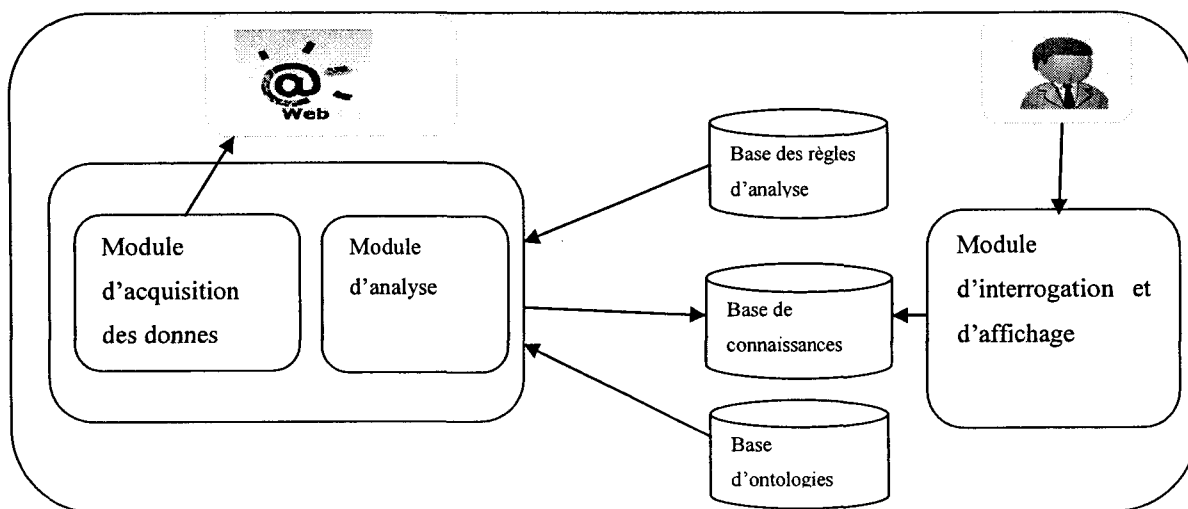 @
Web
Module
d'acquisition
des donnes
Module
d'analyse
Base des règles
d'analyse
Base de
connaissances
Base
d'ontologies
Module
d'interrogation et
d'affichage